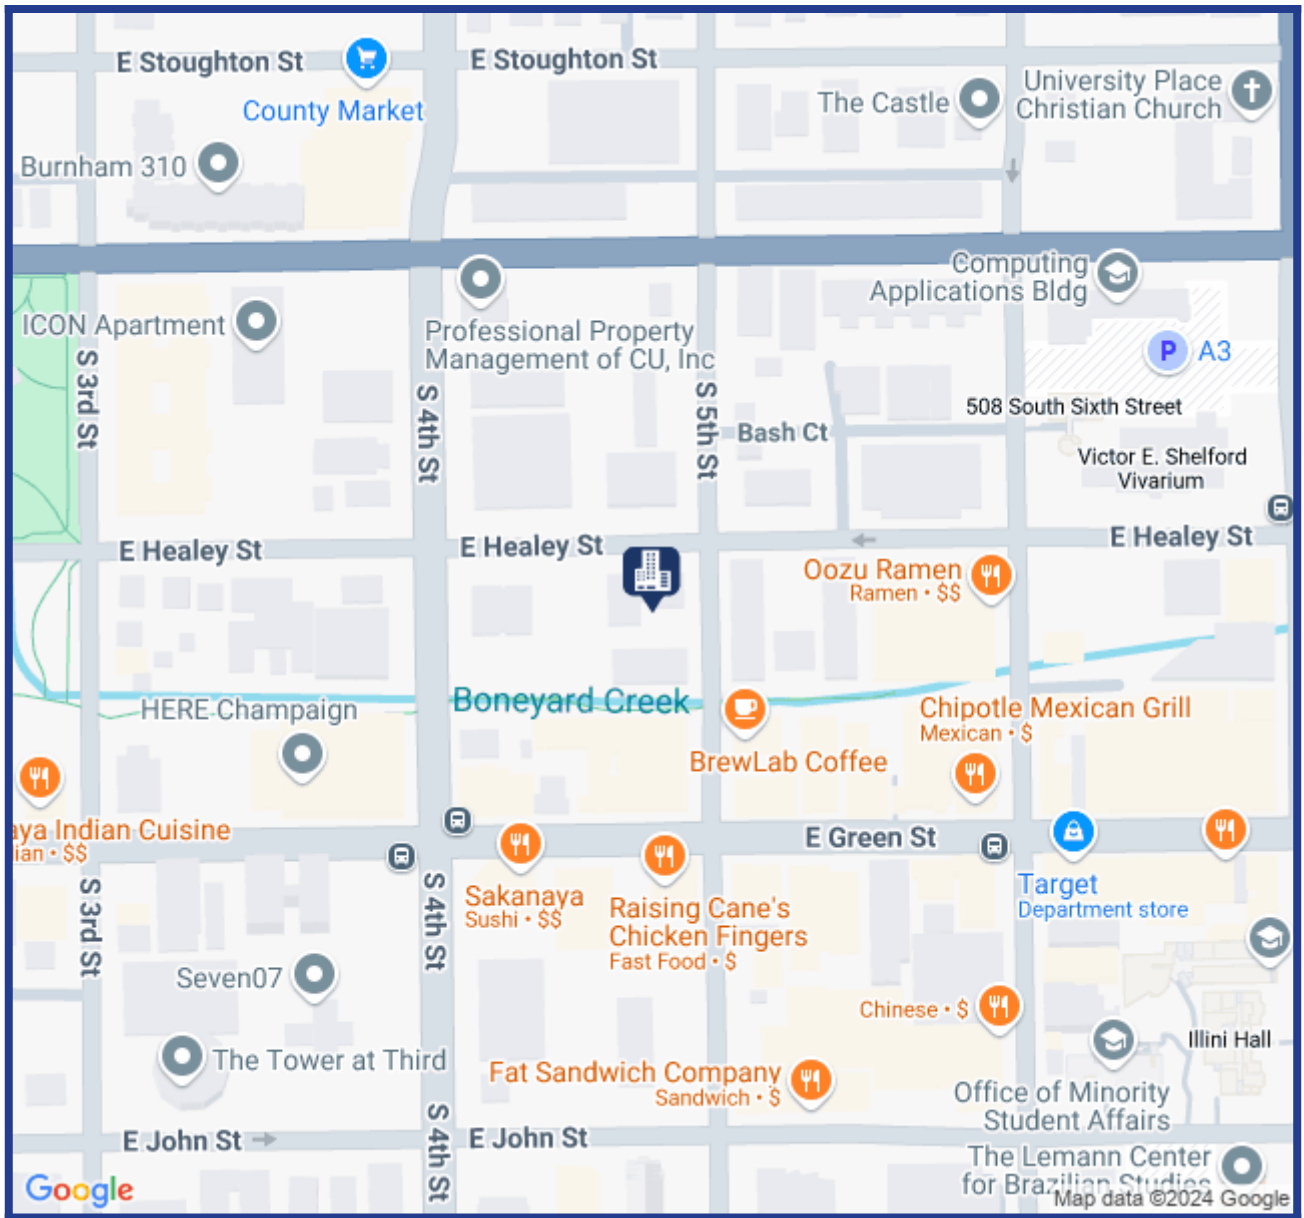 E Stoughton St
E Stoughton St
County Market
The Castle
University Place
Christian Church
Burnham 310
Computing
Applications Bldg
ICON Apartment
Professional Property
Management of CU, Inc
P
A3
S 3rd St
S 4th St
S 5th St
508 South Sixth Street
Bash Ct
Victor E. Shelford
Vivarium
E Healey St
E Healey St
E Healey St
Oozu Ramen
Ramen • $$
Boneyard Creek
HERE Champaign
Chipotle Mexican Grill
Mexican • $
BrewLab Coffee
aya Indian Cuisine
ian • $$
E Green St
Sakanaya
Sushi • $$
Raising Cane's
Chicken Fingers
Fast Food • $
Target
Department store
S 3rd St
S 4th St
Seven07
Chinese • $
Illini Hall
The Tower at Third
Fat Sandwich Company
Sandwich • $
Office of Minority
Student Affairs
E John St
S 4th St
E John St
The Lemann Center
for Brazilian Studies
Google
Map data ©2024 Google